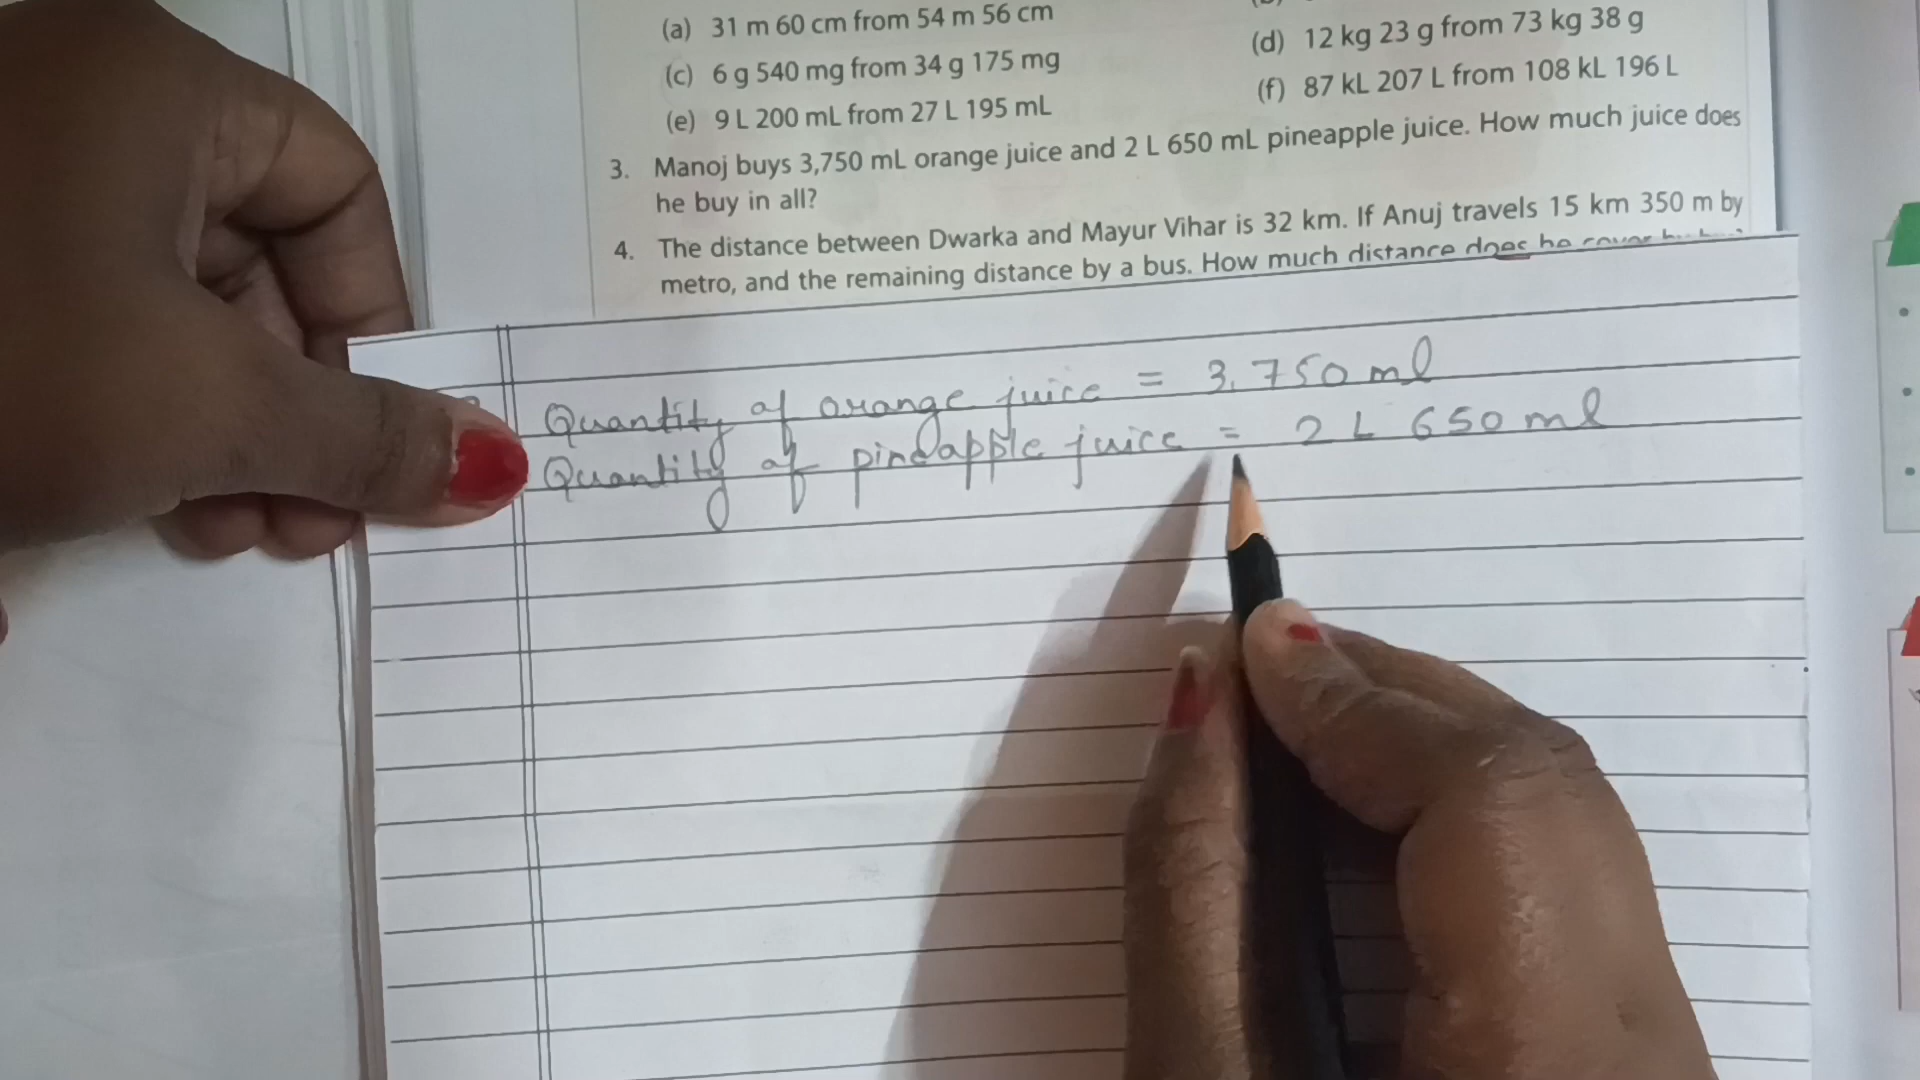 (a) 31 m 60 cm from 54 m 56 cm
(c) 6 g 540 mg from 34 g 175 mg
(d) 12 kg 23 g from 73 kg 38 g
(e) 9 L 200 mL from 27 L 195 mL
(f) 87 kL 207 L from 108 kL 196 L
3. Manoj buys 3,750 mL orange juice and 2 L 650 mL pineapple juice. How much juice does
he buy in all?
4. The distance between Dwarka and Mayur Vihar is 32 km. If Anuj travels 15 km 350 m by
metro, and the remaining distance by a bus. How much distance does he cover
Quantity of orange juice = 3,750 ml
Quantity of pineapple juice = 2 L 650 ml